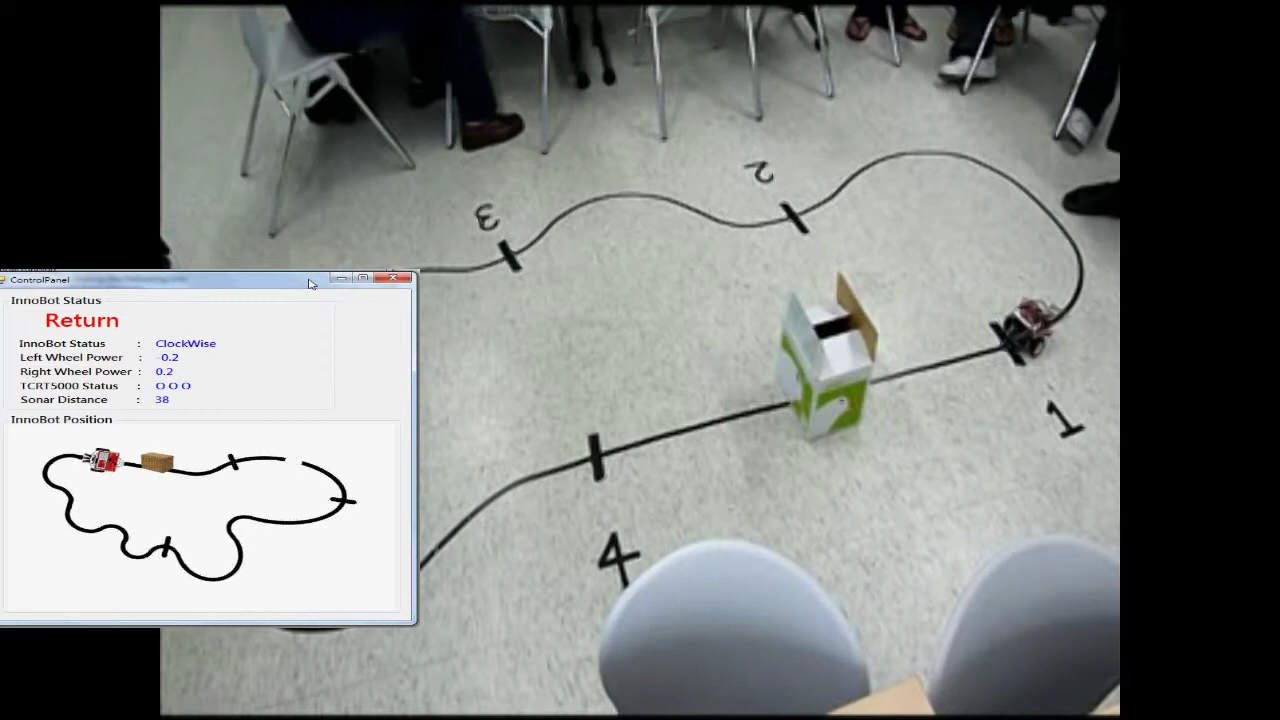 ControlPanel
InnoBot Status
Return
InnoBot Status : ClockWise
Left Wheel Power : -0.2
Right Wheel Power : 0.2
TCRT5000 Status : O O O
Sonar Distance : 38
InnoBot Position
2
3
1
4